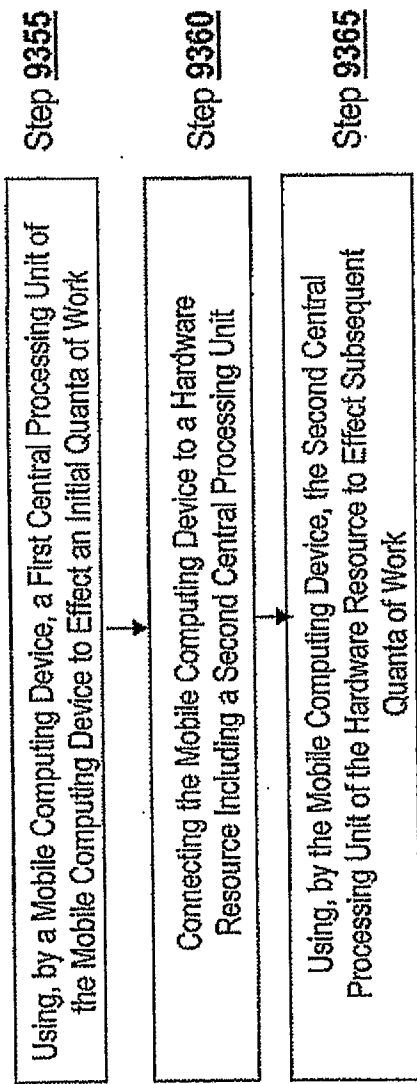 Using, by a Mobile Computing Device, a First Central Processing Unit of
the Mobile Computing Device to Effect an Initial Quanta of Work
Step 9355
Connecting the Mobile Computing Device to a Hardware
Resource Including a Second Central Processing Unit
Step 9360
Using, by the Mobile Computing Device, the Second Central
Processing Unit of the Hardware Resource to Effect Subsequent
Quanta of Work
Step 9365